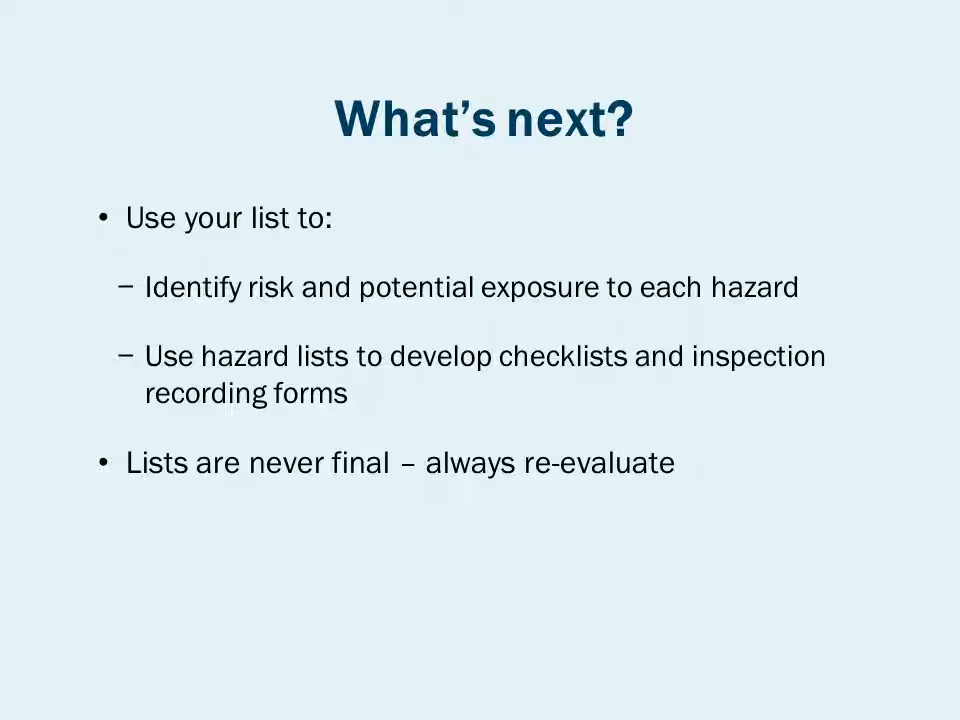 What’s next?
• Use your list to:
− Identify risk and potential exposure to each hazard
− Use hazard lists to develop checklists and inspection
recording forms
• Lists are never final – always re-evaluate